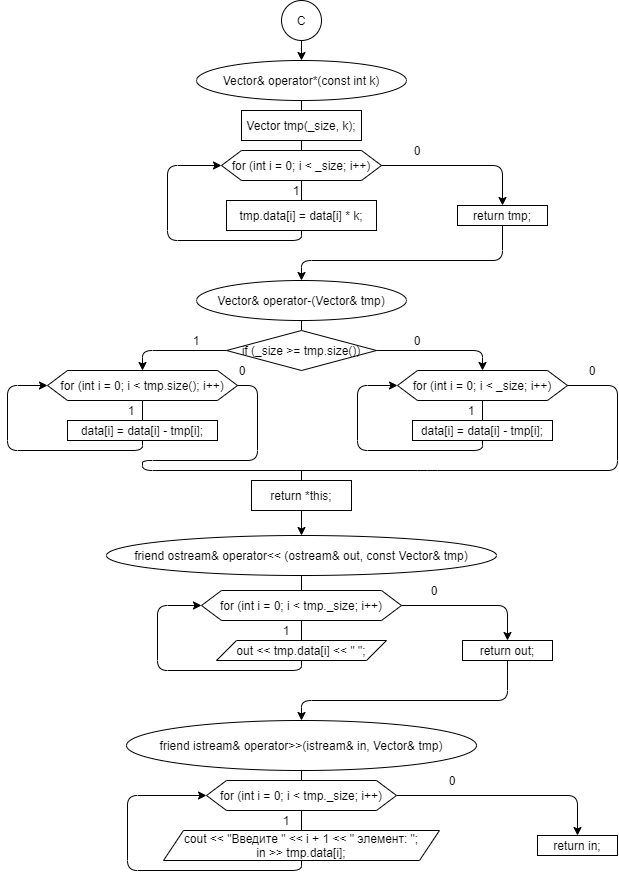 C
Vector& operator*(const int k)
Vector tmp(_size, k);
for (int i = 0; i < _size; i++)
0
1
tmp.data[i] = data[i] * k;
return tmp;
Vector& operator-(Vector& tmp)
if (_size >= tmp.size())
1
0
for (int i = 0; i < tmp.size(); i++)
0
for (int i = 0; i < _size; i++)
0
1
1
data[i] = data[i] - tmp[i];
data[i] = data[i] - tmp[i];
return *this;
friend ostream& operator<< (ostream& out, const Vector& tmp)
for (int i = 0; i < tmp._size; i++)
0
1
out << tmp.data[i] << " ";
return out;
friend istream& operator>>(istream& in, Vector& tmp)
for (int i = 0; i < tmp._size; i++)
0
1
cout << "Введите " << i + 1 << " элемент: ";
in >> tmp.data[i];
return in;